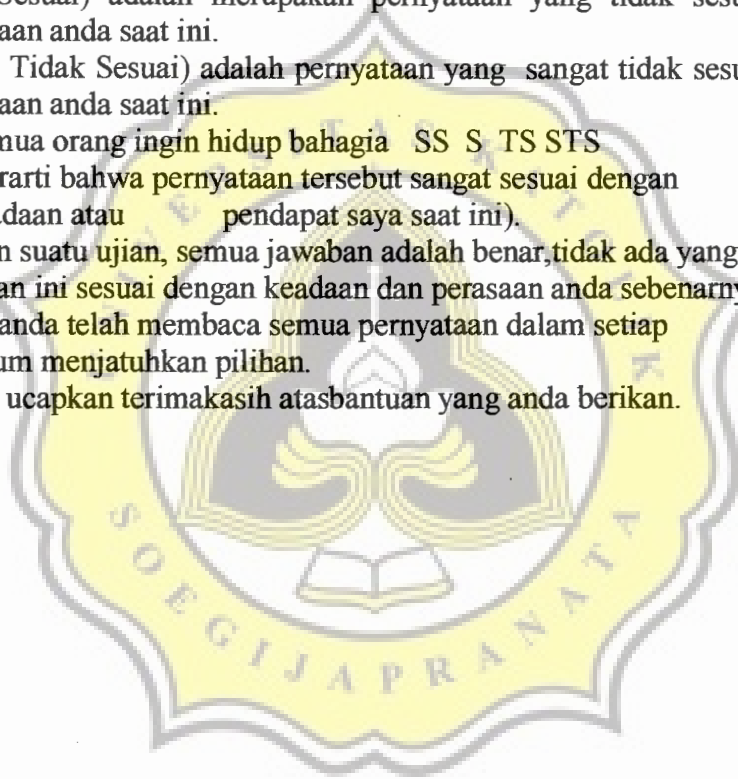 Sesuai) adalah merupakan pernyataan yang tidak sesu
aan anda saat ini.
Tidak Sesuai) adalah pernyataan yang sangat tidak sesu
aan anda saat ini.
mua orang ingin hidup bahagia SS S TS STS
rarti bahwa pernyataan tersebut sangat sesuai dengan
daan atau pendapat saya saat ini).
n suatu ujian, semua jawaban adalah benar,tidak ada yang
an ini sesuai dengan keadaan dan perasaan anda sebenarny
anda telah membaca semua pernyataan dalam setiap
um menjatuhkan pilihan.
ucapkan terimakasih atasbantuan yang anda berikan.
UNIVERSITAS KATOLIK
SOEGIJAPRANATA